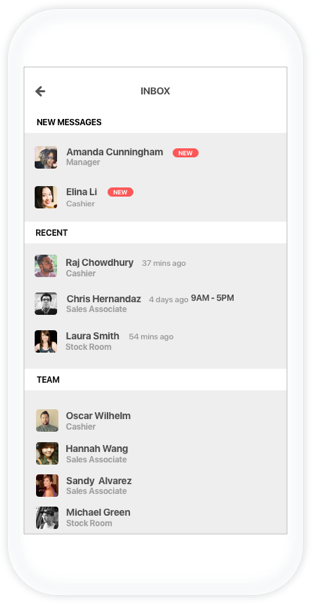 INBOX
NEW MESSAGES
Amanda Cunningham NEW
Manager
Elina Li NEW
Cashier
RECENT
Raj Chowdhury 37 mins ago
Cashier
Chris Hernandaz 4 days ago 9AM - 5PM
Sales Associate
Laura Smith 54 mins ago
Stock Room
TEAM
Oscar Wilhelm
Cashier
Hannah Wang
Sales Associate
Sandy Alvarez
Sales Associate
Michael Green
Stock Room